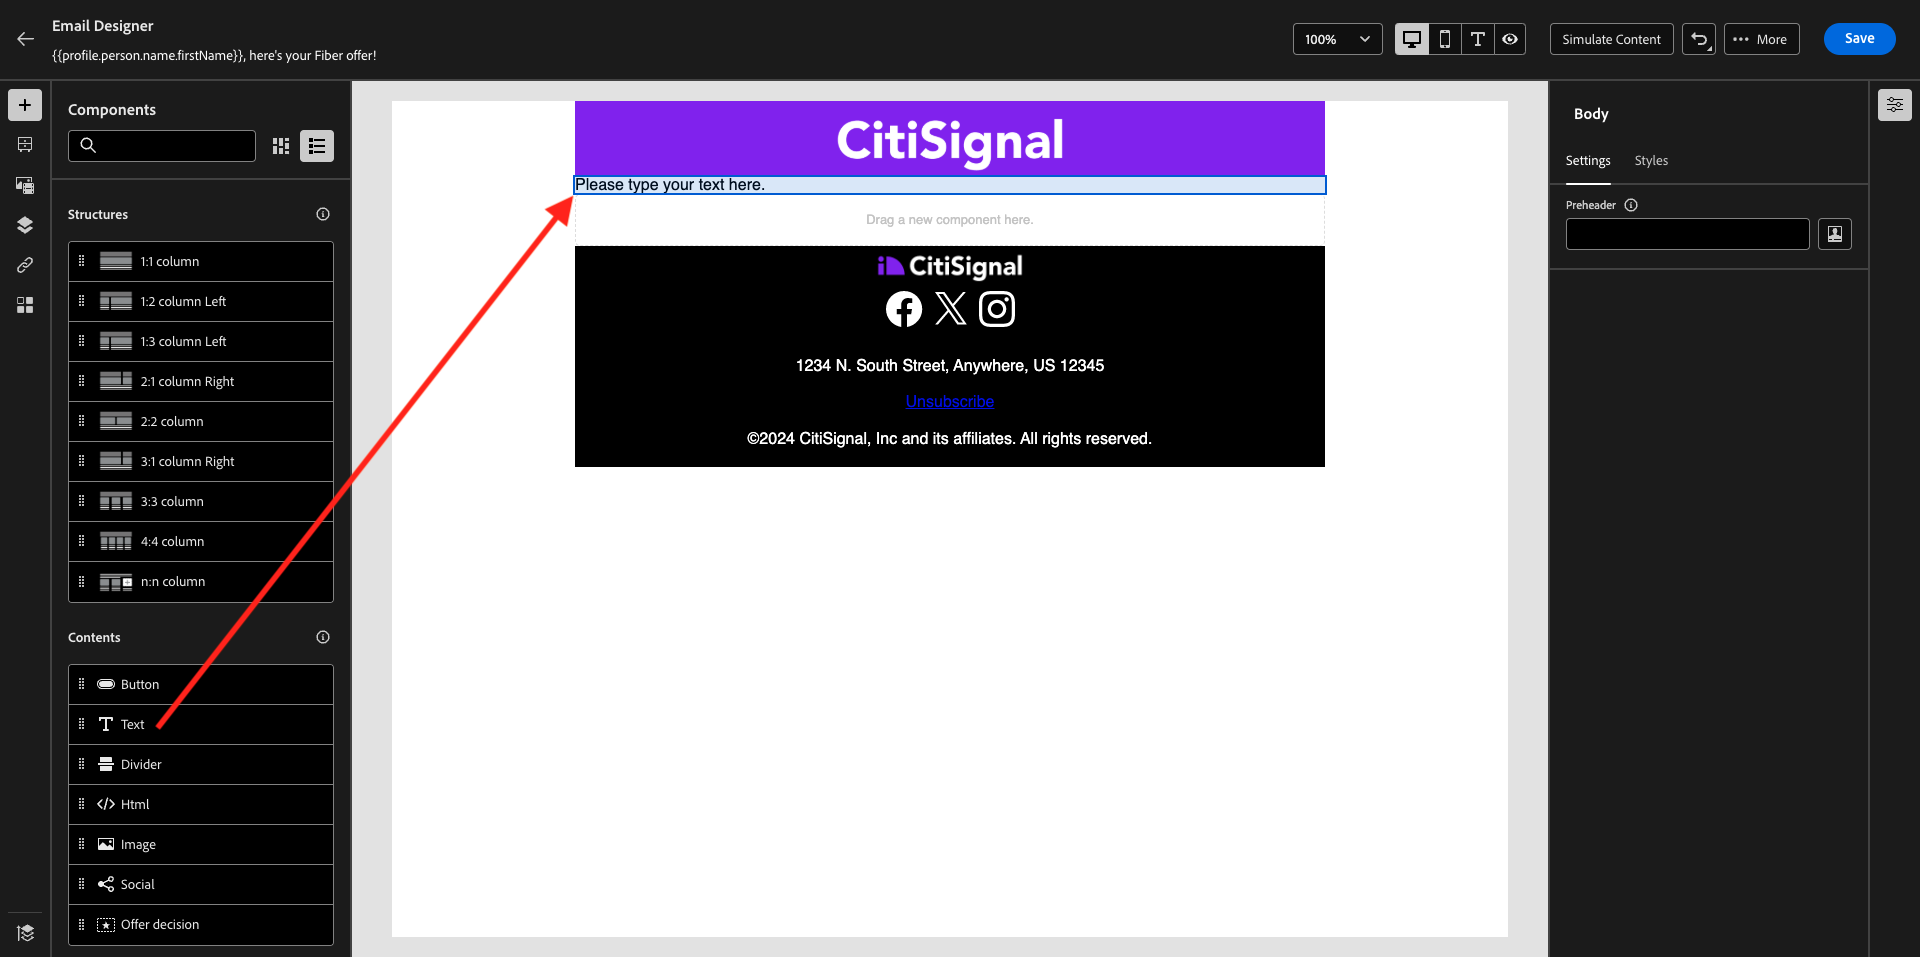 Email Designer
{{profile.person.name.firstName}}, here's your Fiber offer!
100%
Simulate Content
More
Save
Components
Structures
1:1 column
1:2 column Left
1:3 column Left
2:1 column Right
2:2 column
3:1 column Right
3:3 column
4:4 column
n:n column
Contents
Button
Text
Divider
Html
Image
Social
Offer decision
CitiSignal
Please type your text here.
Drag a new component here.
CitiSignal
1234 N. South Street, Anywhere, US 12345
Unsubscribe
©2024 CitiSignal, Inc and its affiliates. All rights reserved.
Body
Settings Styles
Preheader